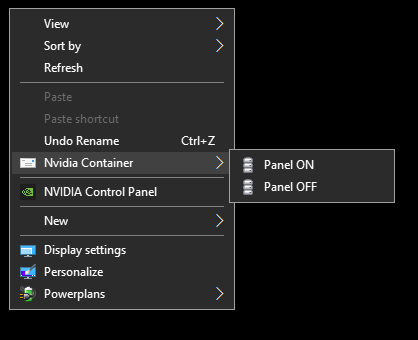 View
Sort by
Refresh
Paste
Paste shortcut
Undo Rename Ctrl+Z
Nvidia Container
Panel ON
Panel OFF
NVIDIA Control Panel
New
Display settings
Personalize
Powerplans